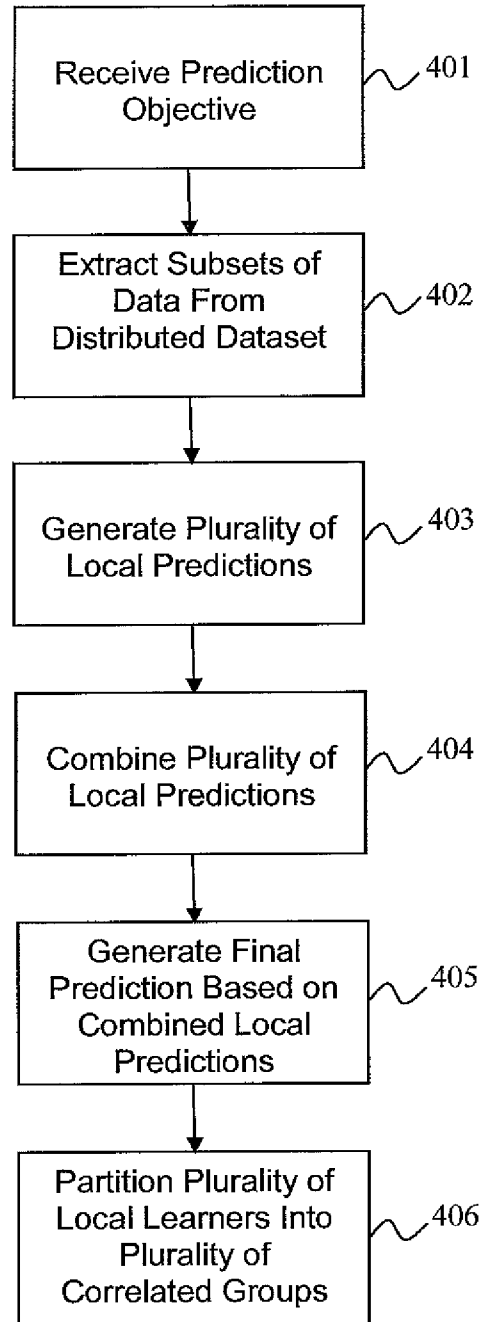 Receive Prediction
Objective
401
Extract Subsets of
Data From
Distributed Dataset
402
Generate Plurality of
Local Predictions
403
Combine Plurality of
Local Predictions
404
Generate Final
Prediction Based on
Combined Local
Predictions
405
Partition Plurality of
Local Learners Into
Plurality of
Correlated Groups
406